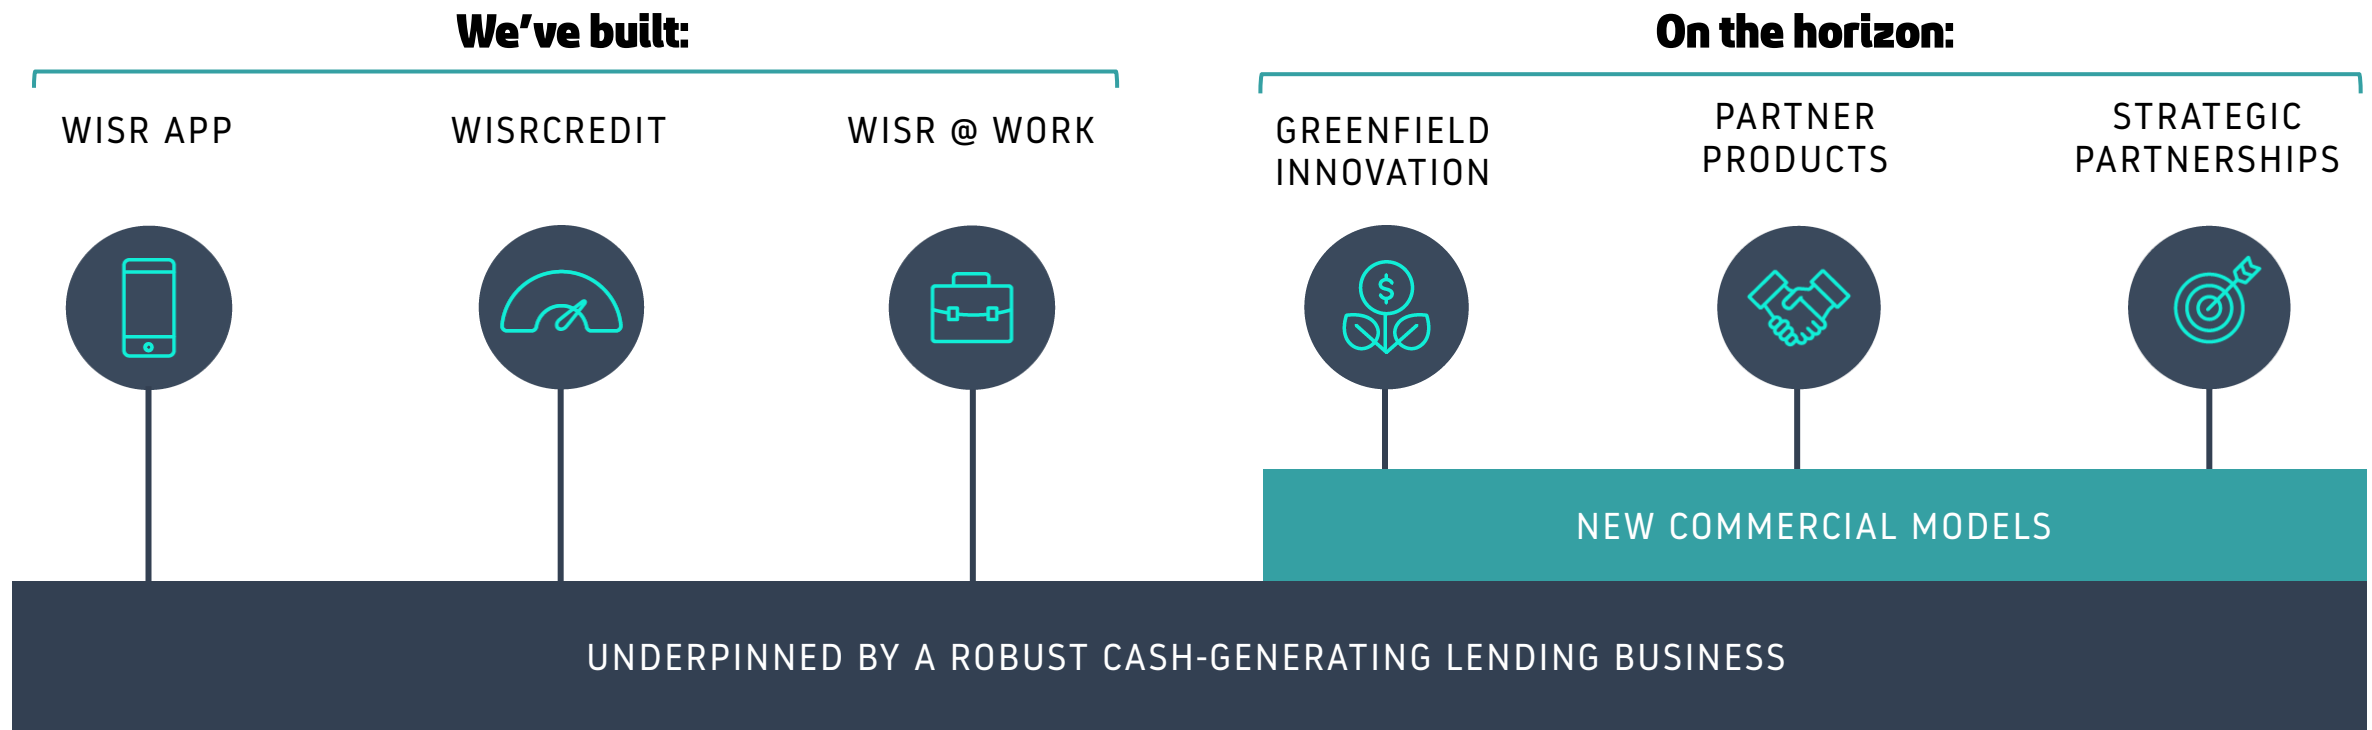 We've built:
WISR APP
WISRCREDIT
WISR @ WORK
On the horizon:
GREENFIELD
INNOVATION
PARTNER
PRODUCTS
STRATEGIC
PARTNERSHIPS
$
NEW COMMERCIAL MODELS
UNDERPINNED BY A ROBUST CASH-GENERATING LENDING BUSINESS